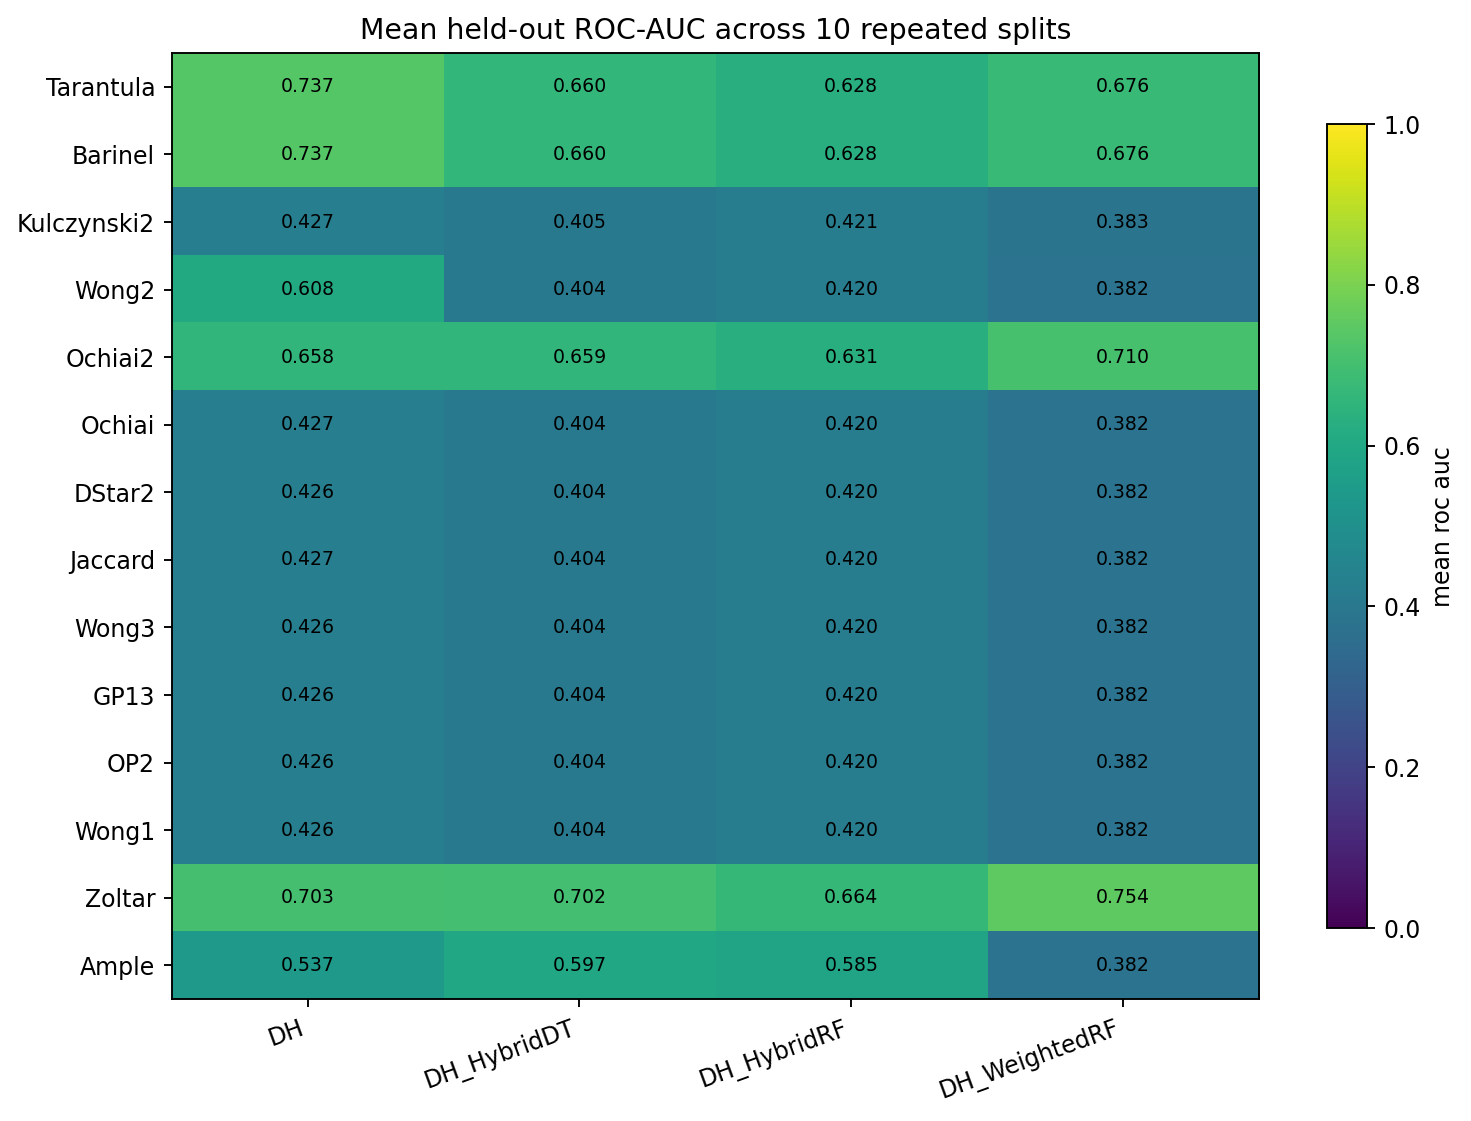 Mean held-out ROC-AUC across 10 repeated splits
Tarantula 0.737 0.660 0.628 0.676
Barinel 0.737 0.660 0.628 0.676
Kulczynski2 0.427 0.405 0.421 0.383
Wong2 0.608 0.404 0.420 0.382
Ochiai2 0.658 0.659 0.631 0.710
Ochiai 0.427 0.404 0.420 0.382
DStar2 0.426 0.404 0.420 0.382
Jaccard 0.427 0.404 0.420 0.382
Wong3 0.426 0.404 0.420 0.382
GP13 0.426 0.404 0.420 0.382
OP2 0.426 0.404 0.420 0.382
Wong1 0.426 0.404 0.420 0.382
Zoltar 0.703 0.702 0.664 0.754
Ample 0.537 0.597 0.585 0.382
DH DH_HybridDT DH_HybridRF DH_WeightedRF
1.0
0.8
0.6
0.4
0.2
0.0
mean roc auc